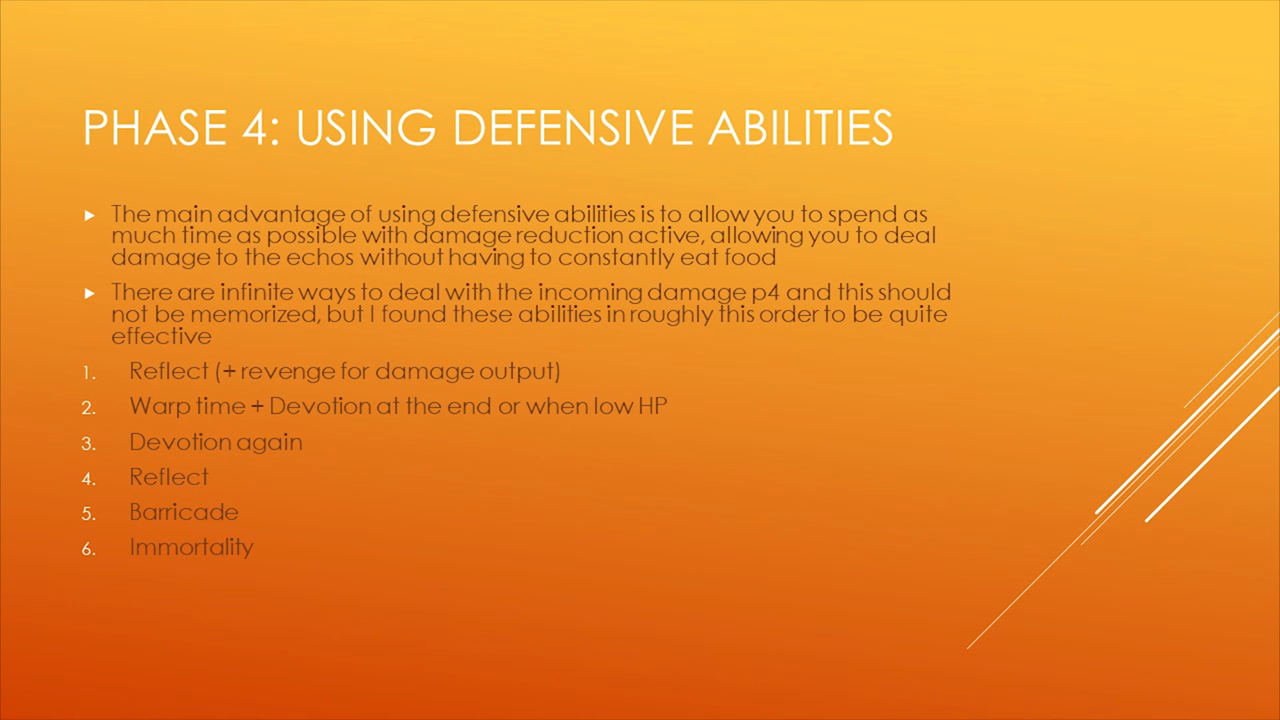 PHASE 4: USING DEFENSIVE ABILITIES
The main advantage of using defensive abilities is to allow you to spend as
much time as possible with damage reduction active, allowing you to deal
damage to the echos without having to constantly eat food
There are infinite ways to deal with the incoming damage p4 and this should
not be memorized, but I found these abilities in roughly this order to be quite
effective
1. Reflect (+ revenge for damage output)
2. Warp time + Devotion at the end or when low HP
3. Devotion again
4. Reflect
5. Barricade
6. Immortality